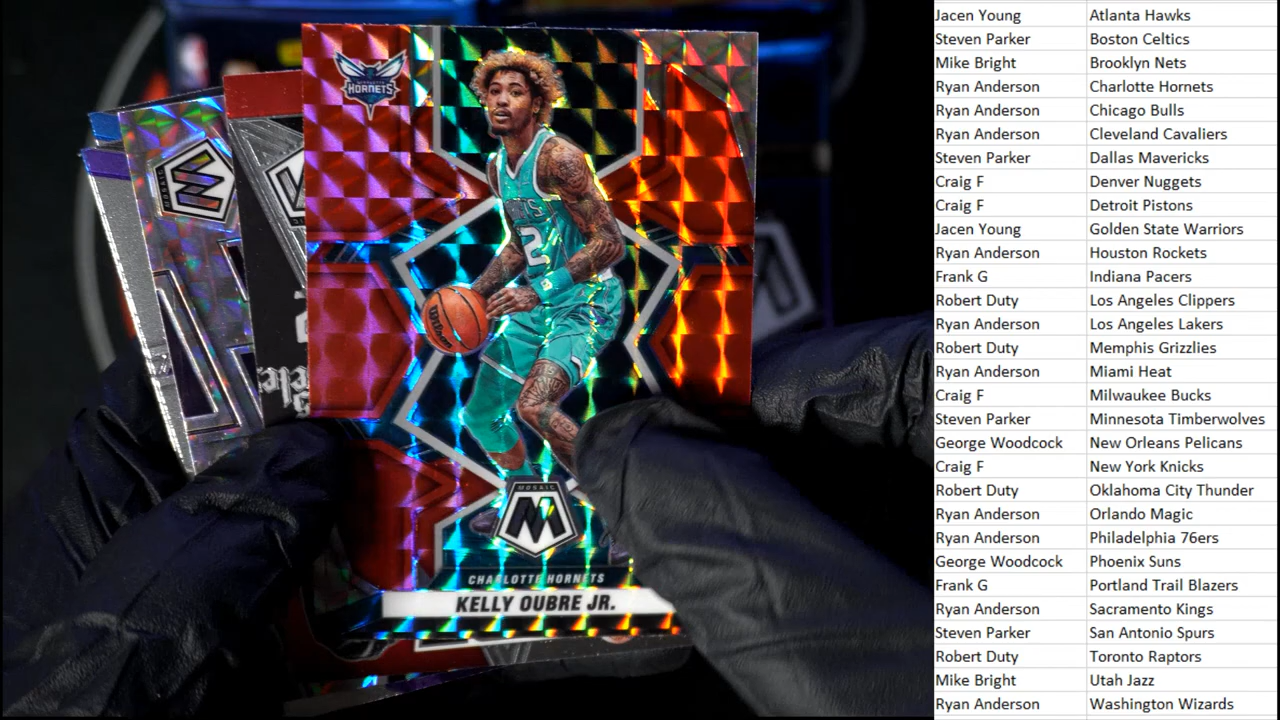 HORNETS
MOSAIC
12
Wilson
MOSAIC
CHARLOTTE HORNETS
KELLY OUBRE JR.
Jacen Young Atlanta Hawks
Steven Parker Boston Celtics
Mike Bright Brooklyn Nets
Ryan Anderson Charlotte Hornets
Ryan Anderson Chicago Bulls
Ryan Anderson Cleveland Cavaliers
Steven Parker Dallas Mavericks
Craig F Denver Nuggets
Craig F Detroit Pistons
Jacen Young Golden State Warriors
Ryan Anderson Houston Rockets
Frank G Indiana Pacers
Robert Duty Los Angeles Clippers
Ryan Anderson Los Angeles Lakers
Robert Duty Memphis Grizzlies
Ryan Anderson Miami Heat
Craig F Milwaukee Bucks
Steven Parker Minnesota Timberwolves
George Woodcock New Orleans Pelicans
Craig F New York Knicks
Robert Duty Oklahoma City Thunder
Ryan Anderson Orlando Magic
Ryan Anderson Philadelphia 76ers
George Woodcock Phoenix Suns
Frank G Portland Trail Blazers
Ryan Anderson Sacramento Kings
Steven Parker San Antonio Spurs
Robert Duty Toronto Raptors
Mike Bright Utah Jazz
Ryan Anderson Washington Wizards